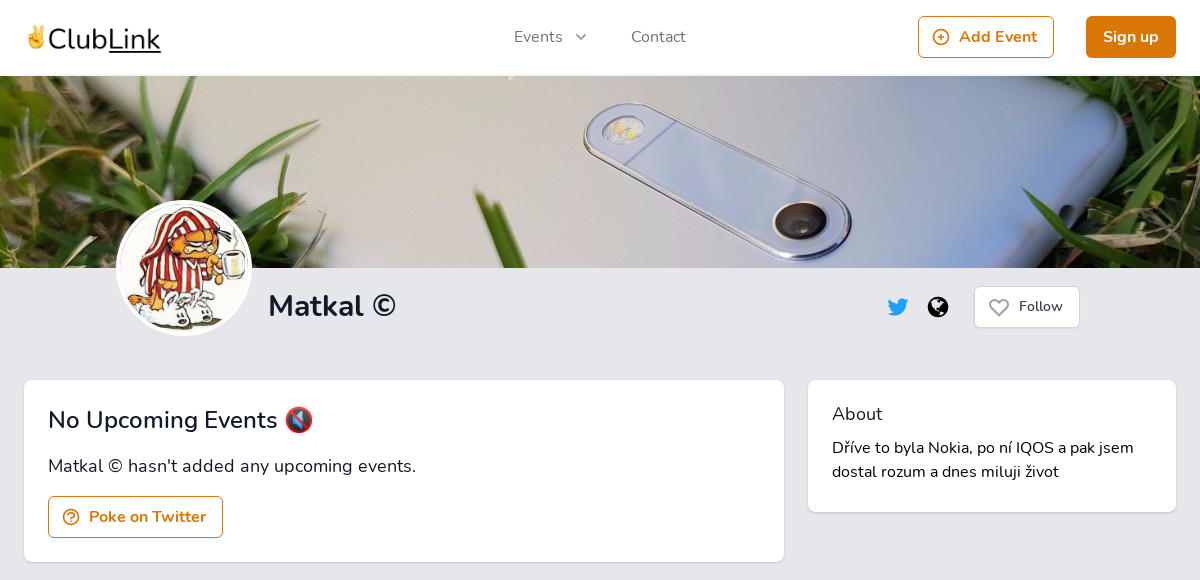 ✌️ClubLink
Events
Contact
Add Event
Sign up
Matkal ©
Follow
No Upcoming Events 🔇
Matkal © hasn't added any upcoming events.
Poke on Twitter
About
Dříve to byla Nokia, po ní IQOS a pak jsem
dostal rozum a dnes miluji život